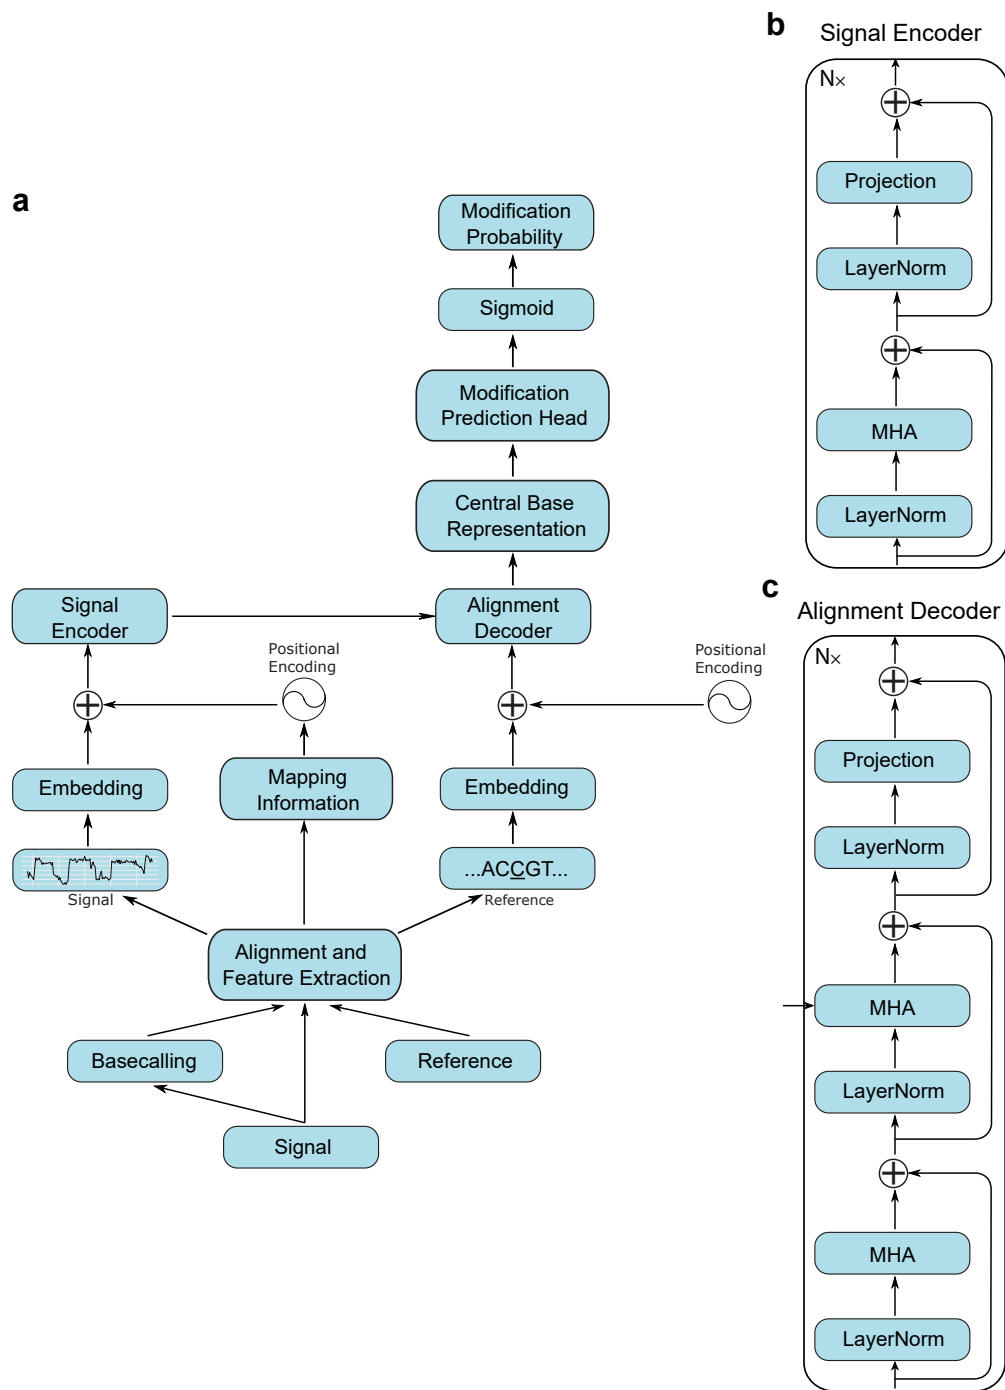 a
Modification
Probability
Sigmoid
Modification
Prediction Head
Central Base
Representation
Signal
Encoder
Alignment
Decoder
Positional
Encoding
Positional
Encoding
Embedding
Mapping
Information
Embedding
Signal
...ACCGT...
Reference
Alignment and
Feature Extraction
Basecalling
Reference
Signal
b
Signal Encoder
N×
Projection
LayerNorm
MHA
LayerNorm
c
Alignment Decoder
N×
Projection
LayerNorm
MHA
LayerNorm
MHA
LayerNorm